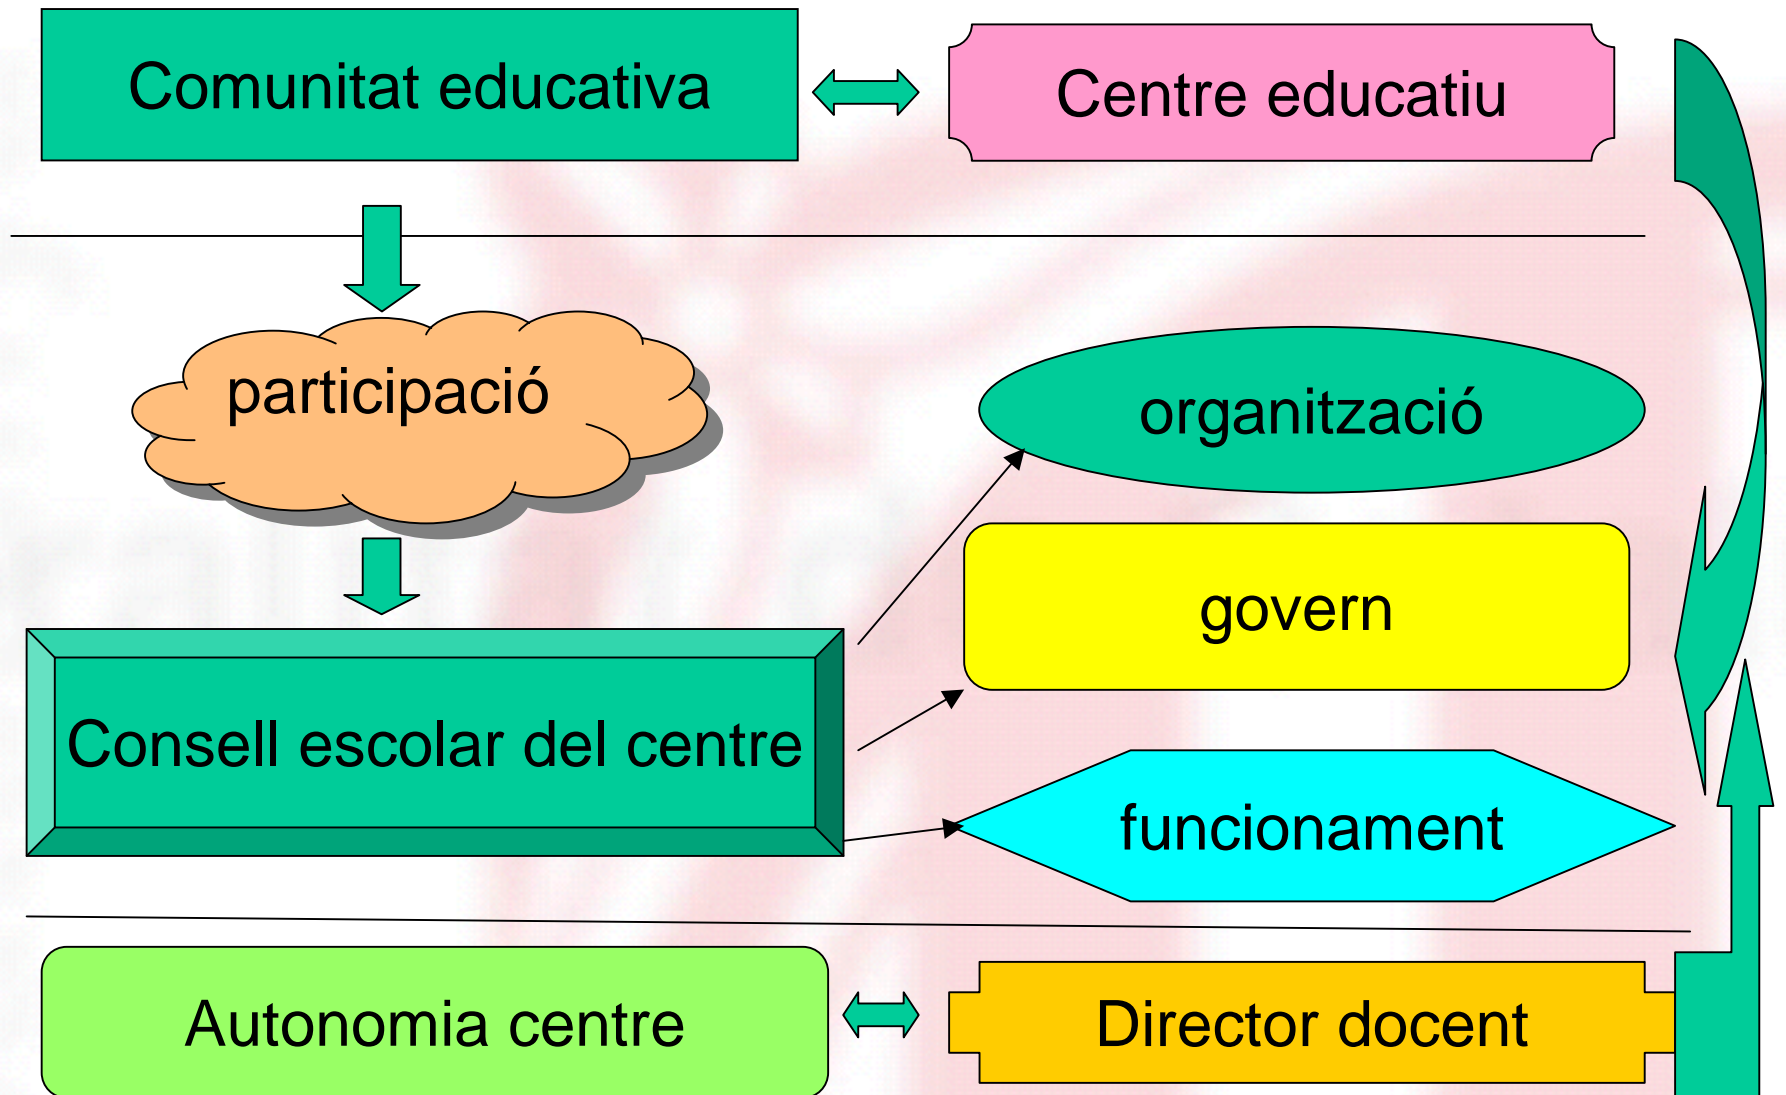 Comunitat educativa
Centre educatiu
participació
organització
govern
Consell escolar del centre
funcionament
Autonomia centre
Director docent